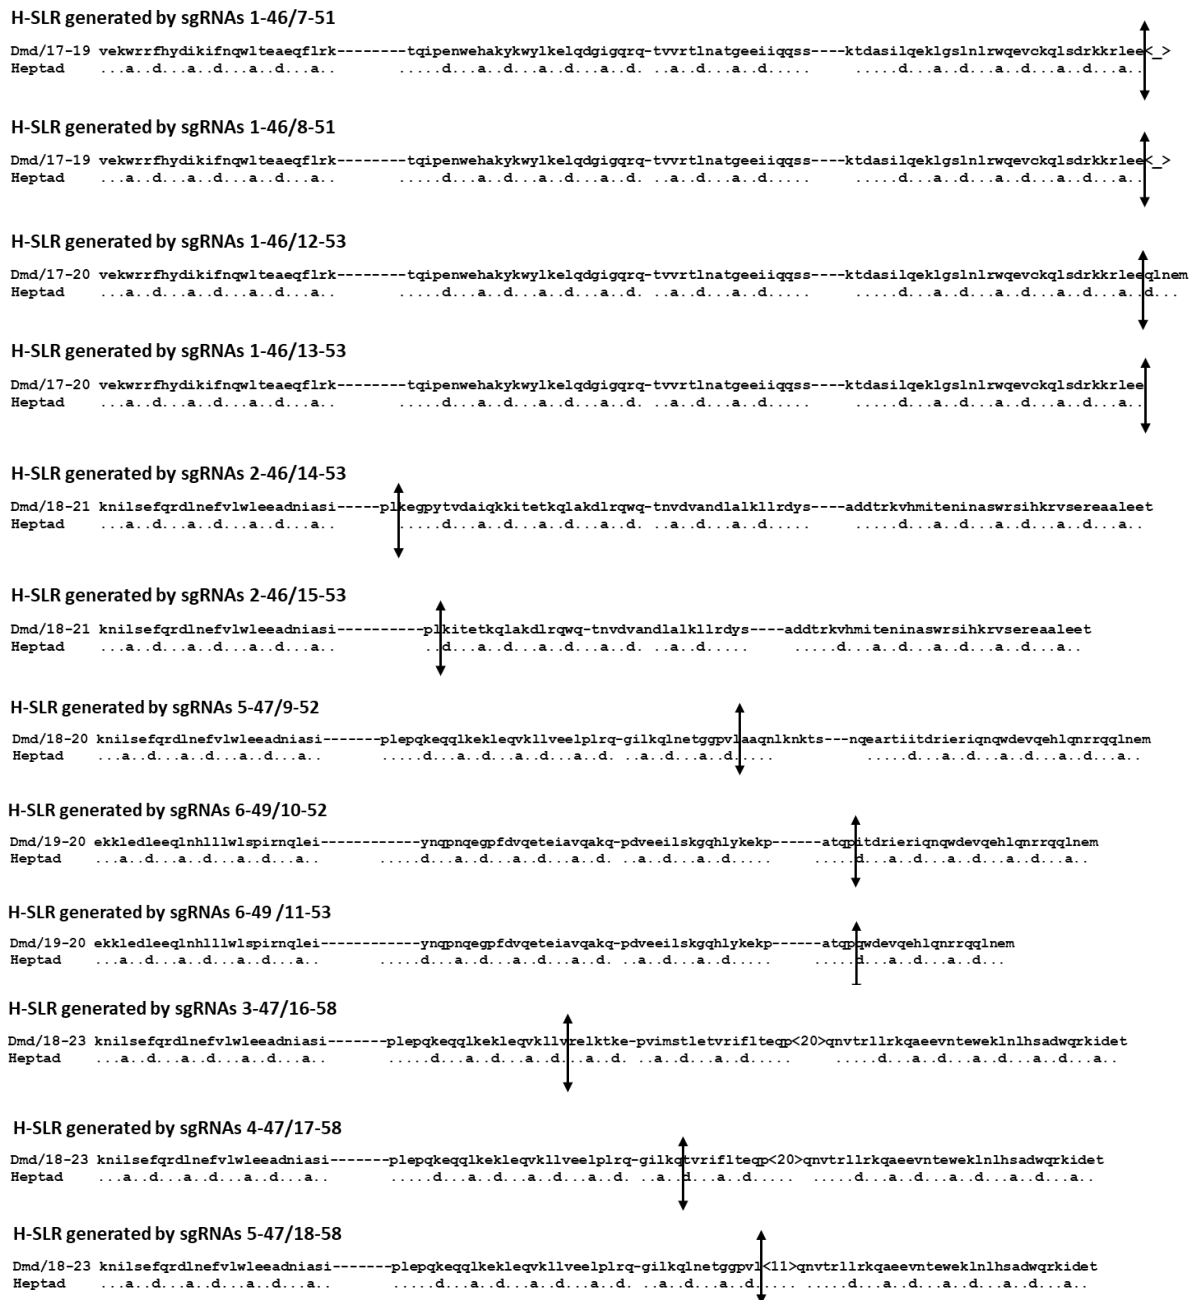 H-SLR generated by sgRNAs 1-46/7-51
Dmd/17-19 vekwrrfhydikifnqwlteaeqflrk--------tqipenwehakykwylkelqdgigqrq-tvvrtlnatgeeiiqqss----ktdasilqeklgslnlrwqevckqlsdrkkrlee<_>
Heptad ...a..d...a..d...a..d...a.. .....d...a..d...a..d...a..d. .a..d...a..d..... .....d...a..d...a..d...a..d...a..
H-SLR generated by sgRNAs 1-46/8-51
Dmd/17-19 vekwrrfhydikifnqwlteaeqflrk--------tqipenwehakykwylkelqdgigqrq-tvvrtlnatgeeiiqqss----ktdasilqeklgslnlrwqevckqlsdrkkrlee<_>
Heptad ...a..d...a..d...a..d...a.. .....d...a..d...a..d...a..d. .a..d...a..d..... .....d...a..d...a..d...a..d...a..
H-SLR generated by sgRNAs 1-46/12-53
Dmd/17-20 vekwrrfhydikifnqwlteaeqflrk--------tqipenwehakykwylkelqdgigqrq-tvvrtlnatgeeiiqqss----ktdasilqeklgslnlrwqevckqlsdrkkrleeqlnem
Heptad ...a..d...a..d...a..d...a.. .....d...a..d...a..d...a..d. .a..d...a..d..... .....d...a..d...a..d...a..d...a..d...
H-SLR generated by sgRNAs 1-46/13-53
Dmd/17-20 vekwrrfhydikifnqwlteaeqflrk--------tqipenwehakykwylkelqdgigqrq-tvvrtlnatgeeiiqqss----ktdasilqeklgslnlrwqevckqlsdrkkrlee
Heptad ...a..d...a..d...a..d...a.. .....d...a..d...a..d...a..d. .a..d...a..d..... .....d...a..d...a..d...a..d...a..
H-SLR generated by sgRNAs 2-46/14-53
Dmd/18-21 knilsefqrdlnefvlwleeadniasi-----plkegpytvdaiqkkitetkqlakdlrqwq-tnvdvandlalkllrdys----addtrkvhmiteninaswrsihkrvsereaaleet
Heptad ...a..d...a..d...a..d...a.. .....d...a..d...a..d...a..d. .a..d...a..d..... .....d...a..d...a..d...a..d...a..
H-SLR generated by sgRNAs 2-46/15-53
Dmd/18-21 knilsefqrdlnefvlwleeadniasi----------plkitetkqlakdlrqwq-tnvdvandlalkllrdys----addtrkvhmiteninaswrsihkrvsereaaleet
Heptad ...a..d...a..d...a..d...a.. ..d...a..d...a..d. .a..d...a..d..... .....d...a..d...a..d...a..d...a..
H-SLR generated by sgRNAs 5-47/9-52
Dmd/18-20 knilsefqrdlnefvlwleeadniasi-------plepqkeqqlkekleqvkllveelplrq-gilkqlnetggpvlaaqnlknkts---nqeartiitdrieriqnqwdevqehlqnrrqqlnem
Heptad ...a..d...a..d...a..d...a.. .....d...a..d...a..d...a..d. .a..d...a..d...a..d.... .....d...a..d...a..d...a..d...a..
H-SLR generated by sgRNAs 6-49/10-52
Dmd/19-20 ekkledleeqlnhlllwlspirnqlei------------ynqpnqegpfdvqeteiavqakq-pdveeilskgqhlykekp------atqpitdrieriqnqwdevqehlqnrrqqlnem
Heptad ...a..d...a..d...a..d...a.. .....d...a..d...a..d...a..d. .a..d...a..d..... .....d...a..d...a..d...a..d...a..
H-SLR generated by sgRNAs 6-49 /11-53
Dmd/19-20 ekkledleeqlnhlllwlspirnqlei------------ynqpnqegpfdvqeteiavqakq-pdveeilskgqhlykekp------atqpqwdevqehlqnrrqqlnem
Heptad ...a..d...a..d...a..d...a.. .....d...a..d...a..d...a..d. .a..d...a..d..... .....d...a..d...a..d...
H-SLR generated by sgRNAs 3-47/16-58
Dmd/18-23 knilsefqrdlnefvlwleeadniasi-------plepqkeqqlkekleqvkllvrelktke-pvimstletvriflteqp<20>qnvtrllrkqaeevnteweklnlhsadwqrkidet
Heptad ...a..d...a..d...a..d...a.. .....d...a..d...a..d...a..d. .a..d...a..d..... .....d...a..d...a..d...a..d...a..
H-SLR generated by sgRNAs 4-47/17-58
Dmd/18-23 knilsefqrdlnefvlwleeadniasi-------plepqkeqqlkekleqvkllveelplrq-gilkqtvriflteqp<20>qnvtrllrkqaeevnteweklnlhsadwqrkidet
Heptad ...a..d...a..d...a..d...a.. .....d...a..d...a..d...a..d. .a..d...a..d..... ...d...a..d...a..d...a..d...a..
H-SLR generated by sgRNAs 5-47/18-58
Dmd/18-23 knilsefqrdlnefvlwleeadniasi-------plepqkeqqlkekleqvkllveelplrq-gilkqlnetggpvl<11>qnvtrllrkqaeevnteweklnlhsadwqrkidet
Heptad ...a..d...a..d...a..d...a.. .....d...a..d...a..d...a..d. .a..d...a..d..... ..d...a..d...a..d...a..d...a..